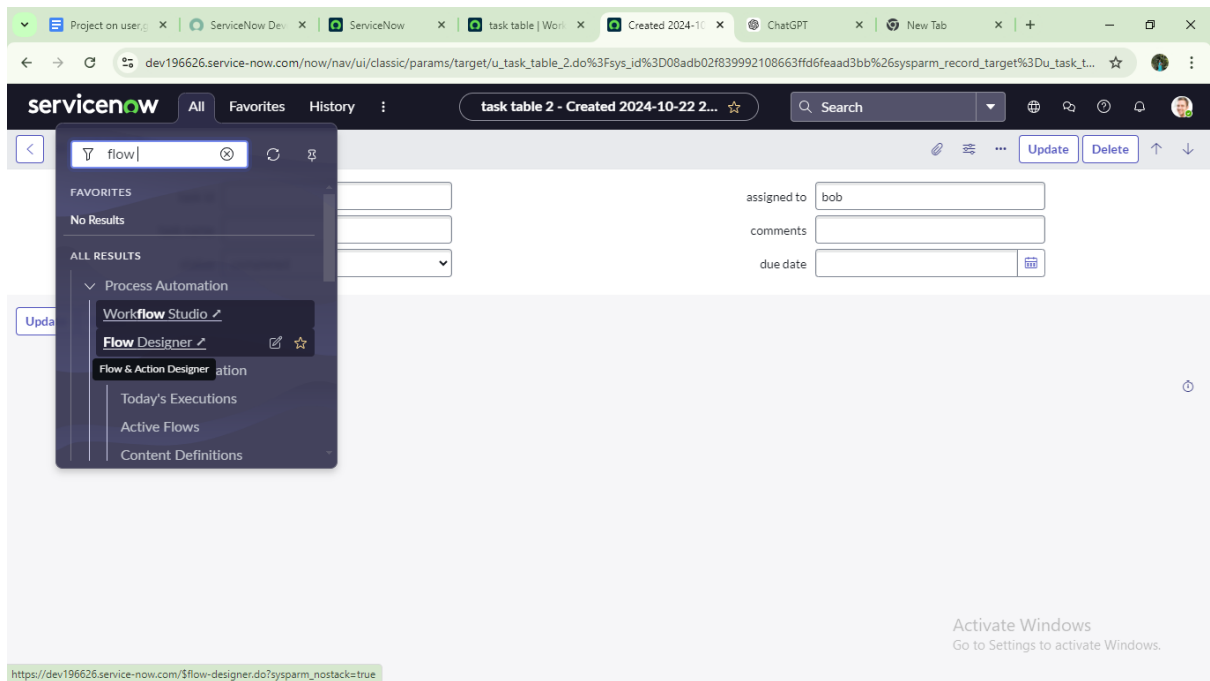 Project on user,g
ServiceNow Dev
ServiceNow
task table | Work
Created 2024-10
ChatGPT
New Tab
dev196626.service-now.com/now/nav/ui/classic/params/target/u_task_table_2.do%3Fsys_id%3D08adb02f839992108663ffd6feaad3bb%26sysparm_record_target%3Du_task_t...
servicenow All Favorites History task table 2 - Created 2024-10-22 2... Search
flow
Update Delete
FAVORITES
assigned to bob
No Results
comments
ALL RESULTS
due date
Process Automation
Workflow Studio
Upda
Flow Designer
Flow & Action Designer
ation
Today's Executions
Active Flows
Content Definitions
Activate Windows
Go to Settings to activate Windows.
https://dev196626.service-now.com/$flow-designer.do?sysparm_nostack=true